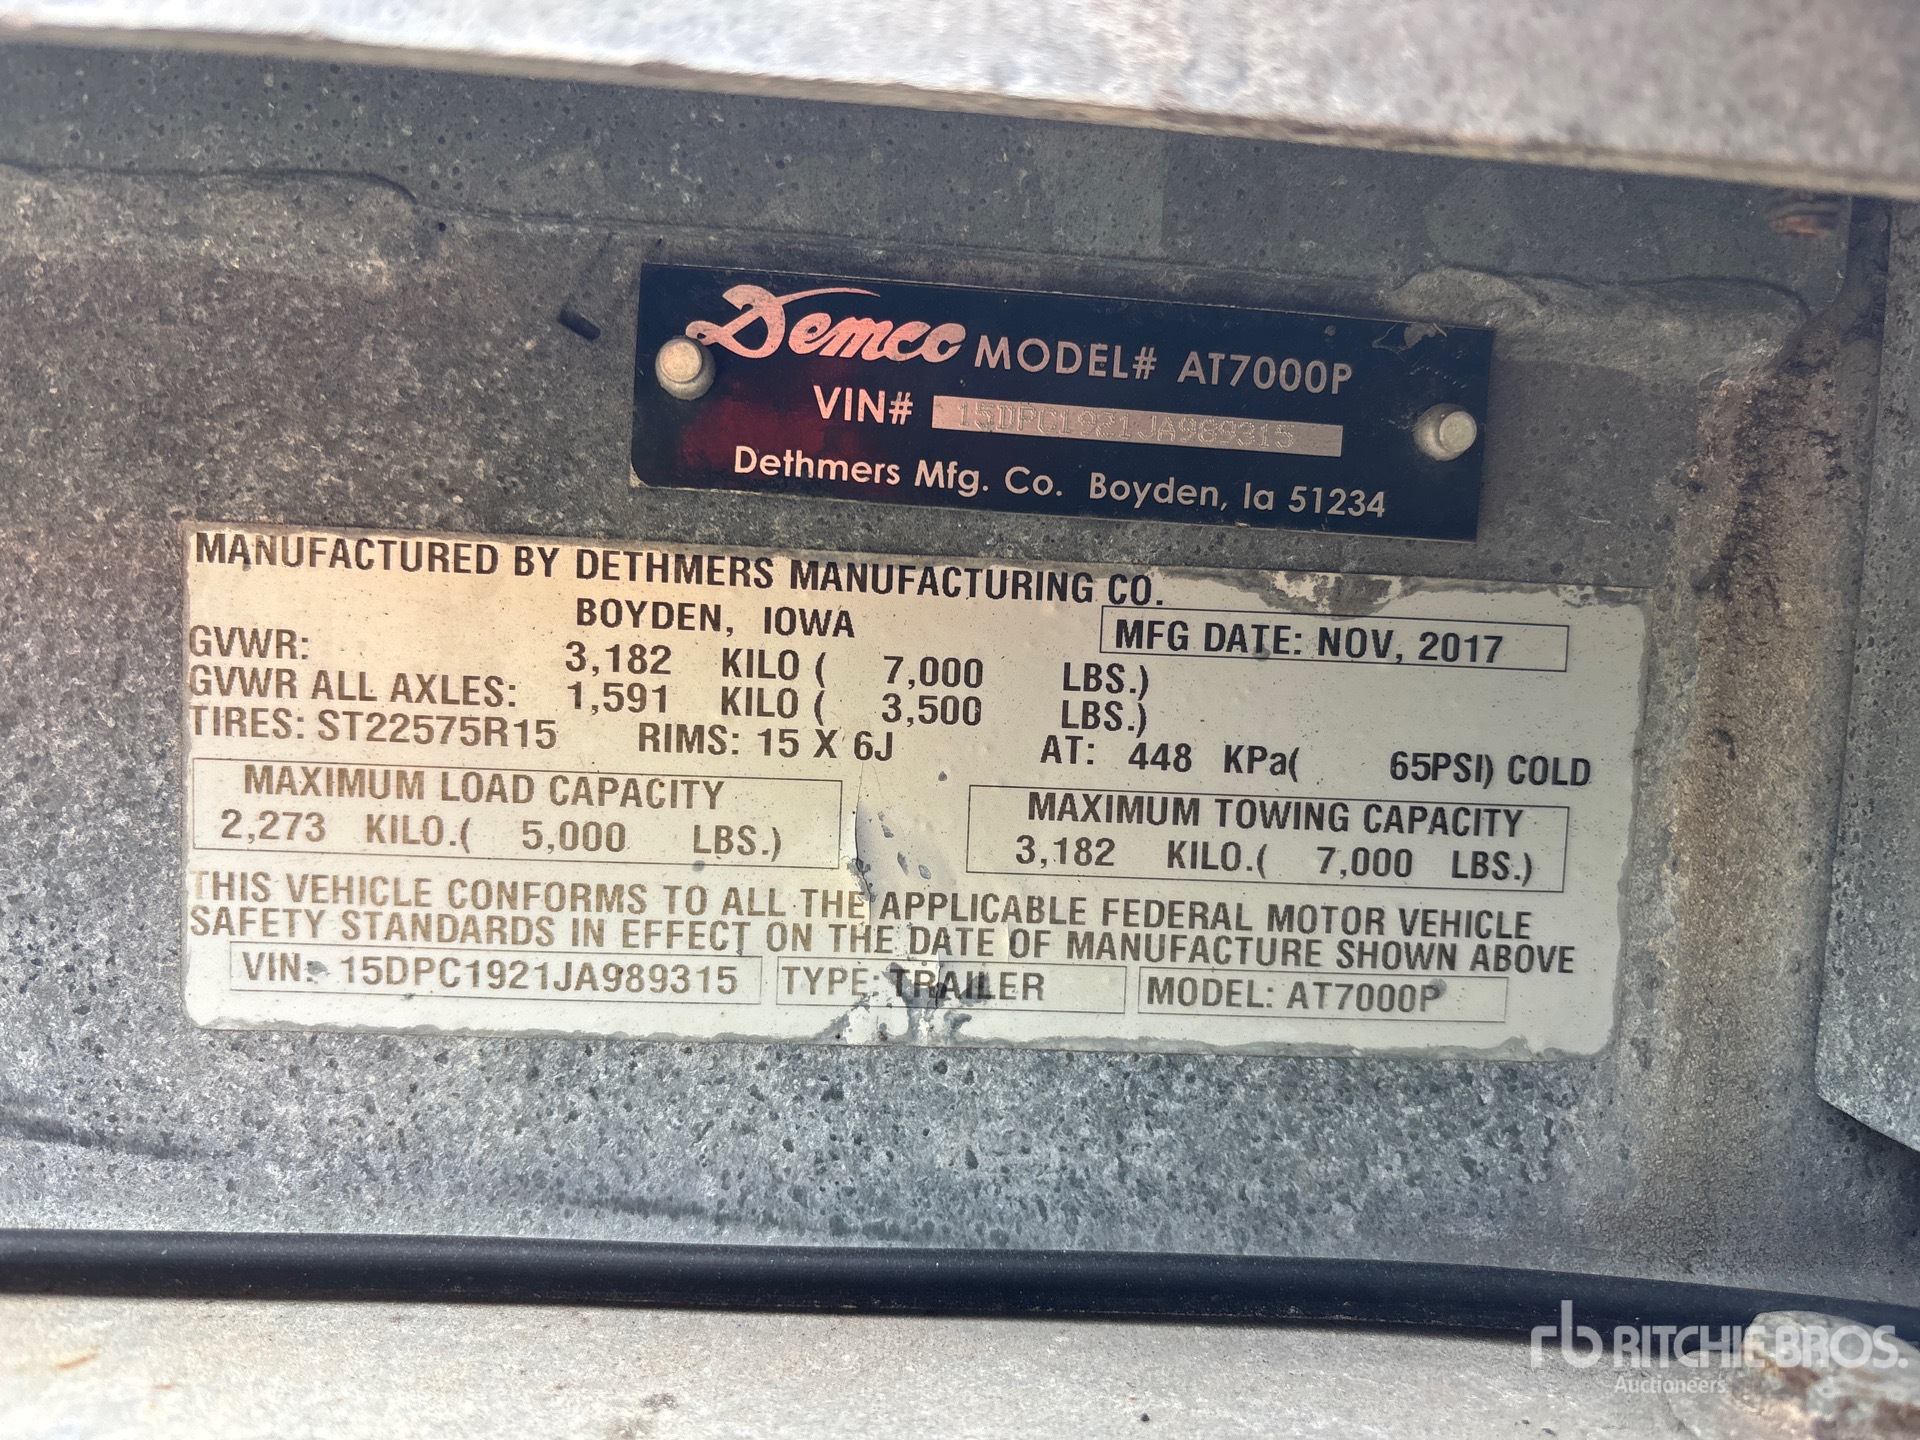 Demco MODEL# AT7000P
VIN# 15DPC1921JA989315
Dethmers Mfg. Co. Boyden, Ia 51234
MANUFACTURED BY DETHMERS MANUFACTURING CO.
BOYDEN, IOWA
MFG DATE: NOV, 2017
GVWR: 3,182 KILO ( 7,000 LBS.)
GVWR ALL AXLES: 1,591 KILO ( 3,500 LBS.)
TIRES: ST22575R15 RIMS: 15 X 6J AT: 448 KPa( 65PSI) COLD
MAXIMUM LOAD CAPACITY
2,273 KILO.( 5,000 LBS.)
MAXIMUM TOWING CAPACITY
3,182 KILO.( 7,000 LBS.)
THIS VEHICLE CONFORMS TO ALL THE APPLICABLE FEDERAL MOTOR VEHICLE
SAFETY STANDARDS IN EFFECT ON THE DATE OF MANUFACTURE SHOWN ABOVE
VIN: 15DPC1921JA989315 TYPE: TRAILER MODEL: AT7000P
rb RITCHIE BROS.
Auctioneers